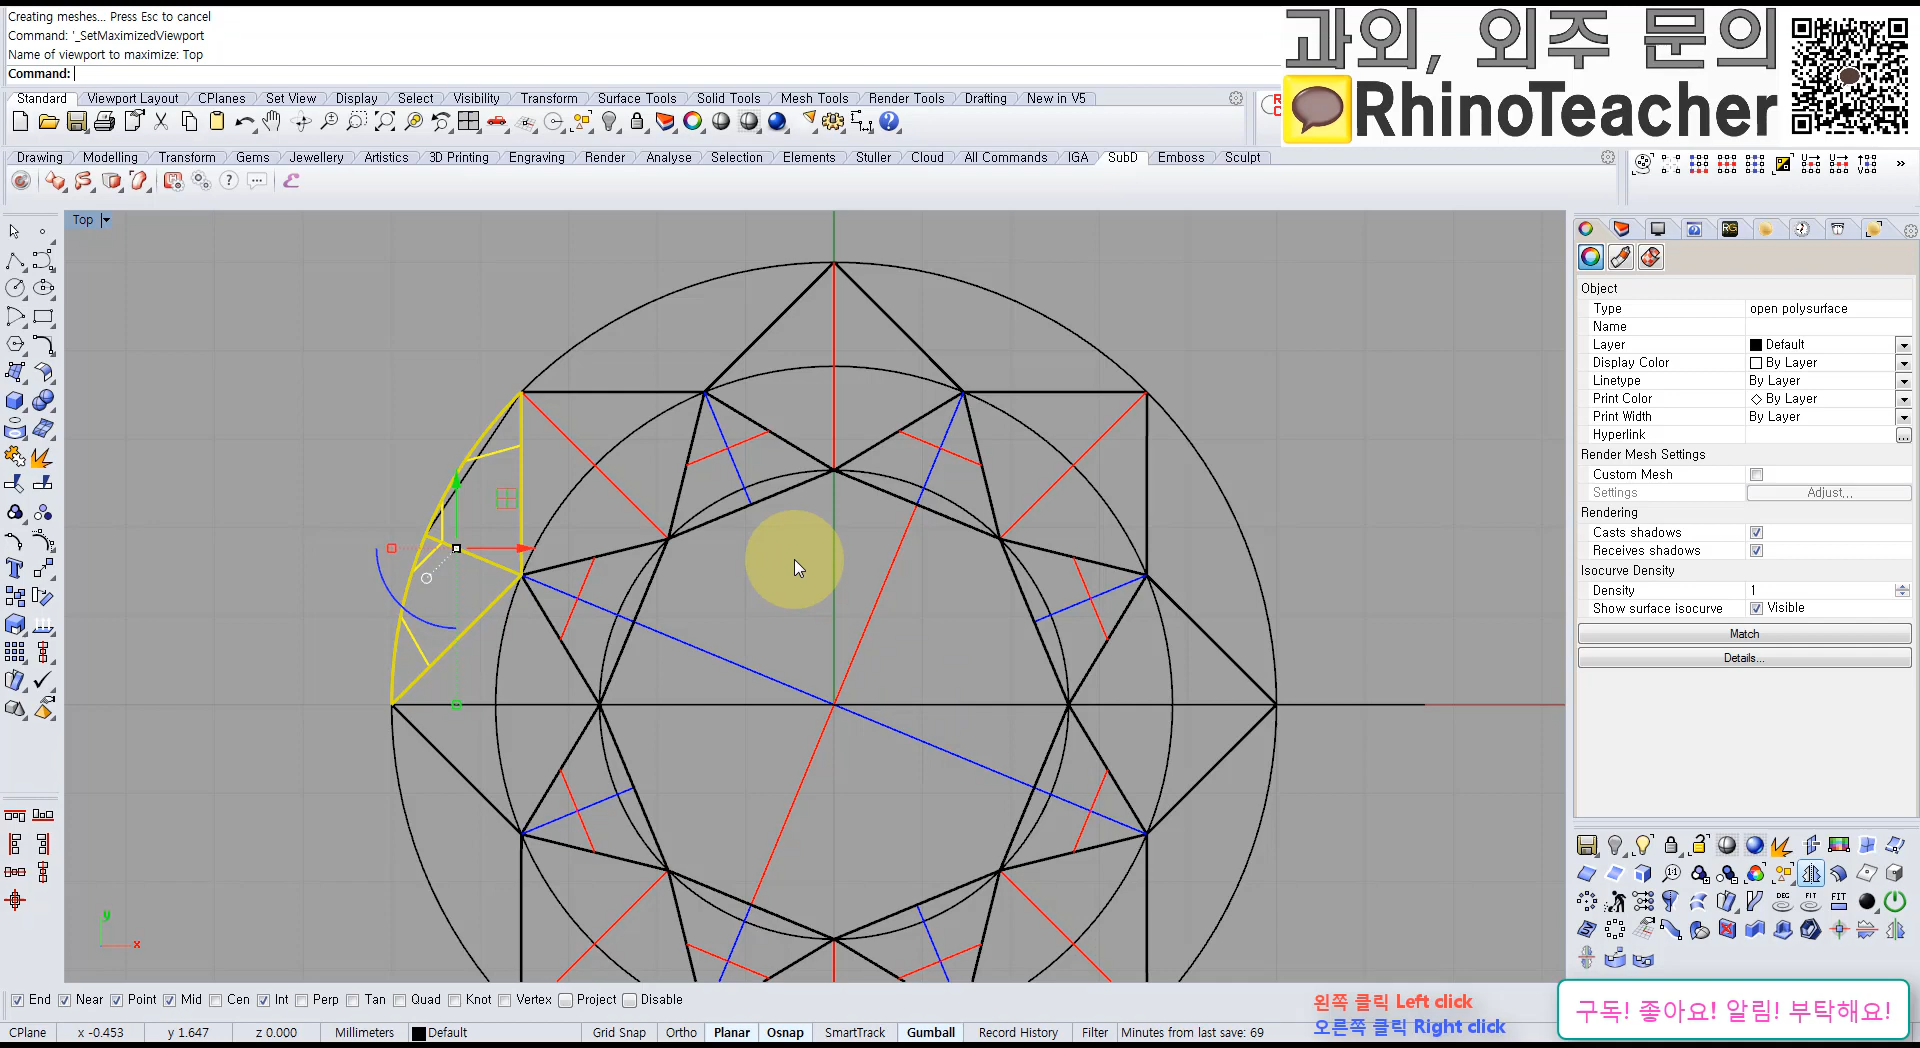 Creating meshes... Press Esc to cancel
Command: '_SetMaximizedViewport
Name of viewport to maximize: Top
Command:
과외, 외주 문의
RhinoTeacher
Standard Viewport Layout CPlanes Set View Display Select Visibility Transform Surface Tools Solid Tools Mesh Tools Render Tools Drafting New in V5
Drawing Modelling Transform Gems Jewellery Artistics 3D Printing Engraving Render Analyse Selection Elements Stuller Cloud All Commands IGA SubD Emboss Sculpt
Top
Object
Type open polysurface
Name
Layer Default
Display Color By Layer
Linetype By Layer
Print Color By Layer
Print Width By Layer
Hyperlink ...
Render Mesh Settings
Custom Mesh
Settings Adjust...
Rendering
Casts shadows
Receives shadows
Isocurve Density
Density 1
Show surface isocurve Visible
Match
Details...
y
x
End Near Point Mid Cen Int Perp Tan Quad Knot Vertex Project Disable
왼쪽 클릭 Left click
오른쪽 클릭 Right click
구독! 좋아요! 알림! 부탁해요!
CPlane x -0.453 y 1.647 z 0.000 Millimeters Default Grid Snap Ortho Planar Osnap SmartTrack Gumball Record History Filter Minutes from last save: 69